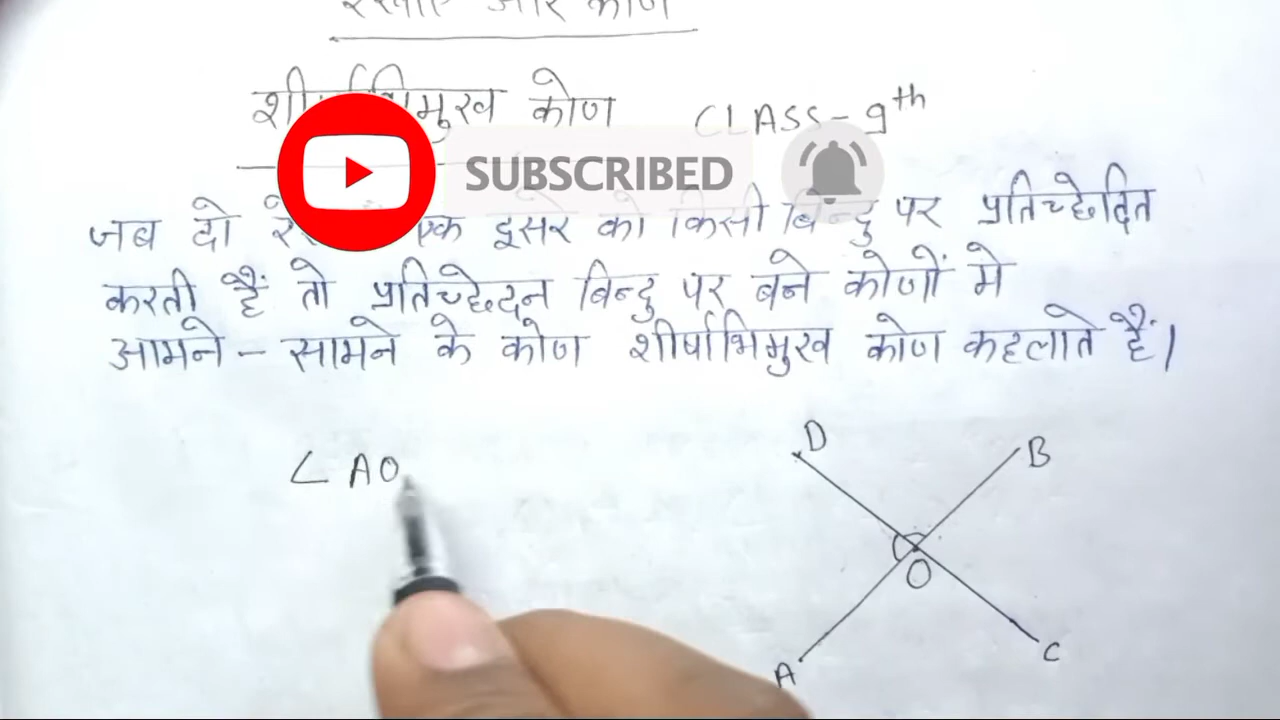 कोण CLASS-9th
SUBSCRIBED
जब दो एक दूसरे को किसी बिन्दु पर प्रतिच्छेदित
करती हैं तो प्रतिच्छेदन बिन्दु पर बने कोणों मे
आमने - सामने के कोण शीर्षाभिमुख कोण कहलाते हैं।
∠ AO
D
B
O
C
A